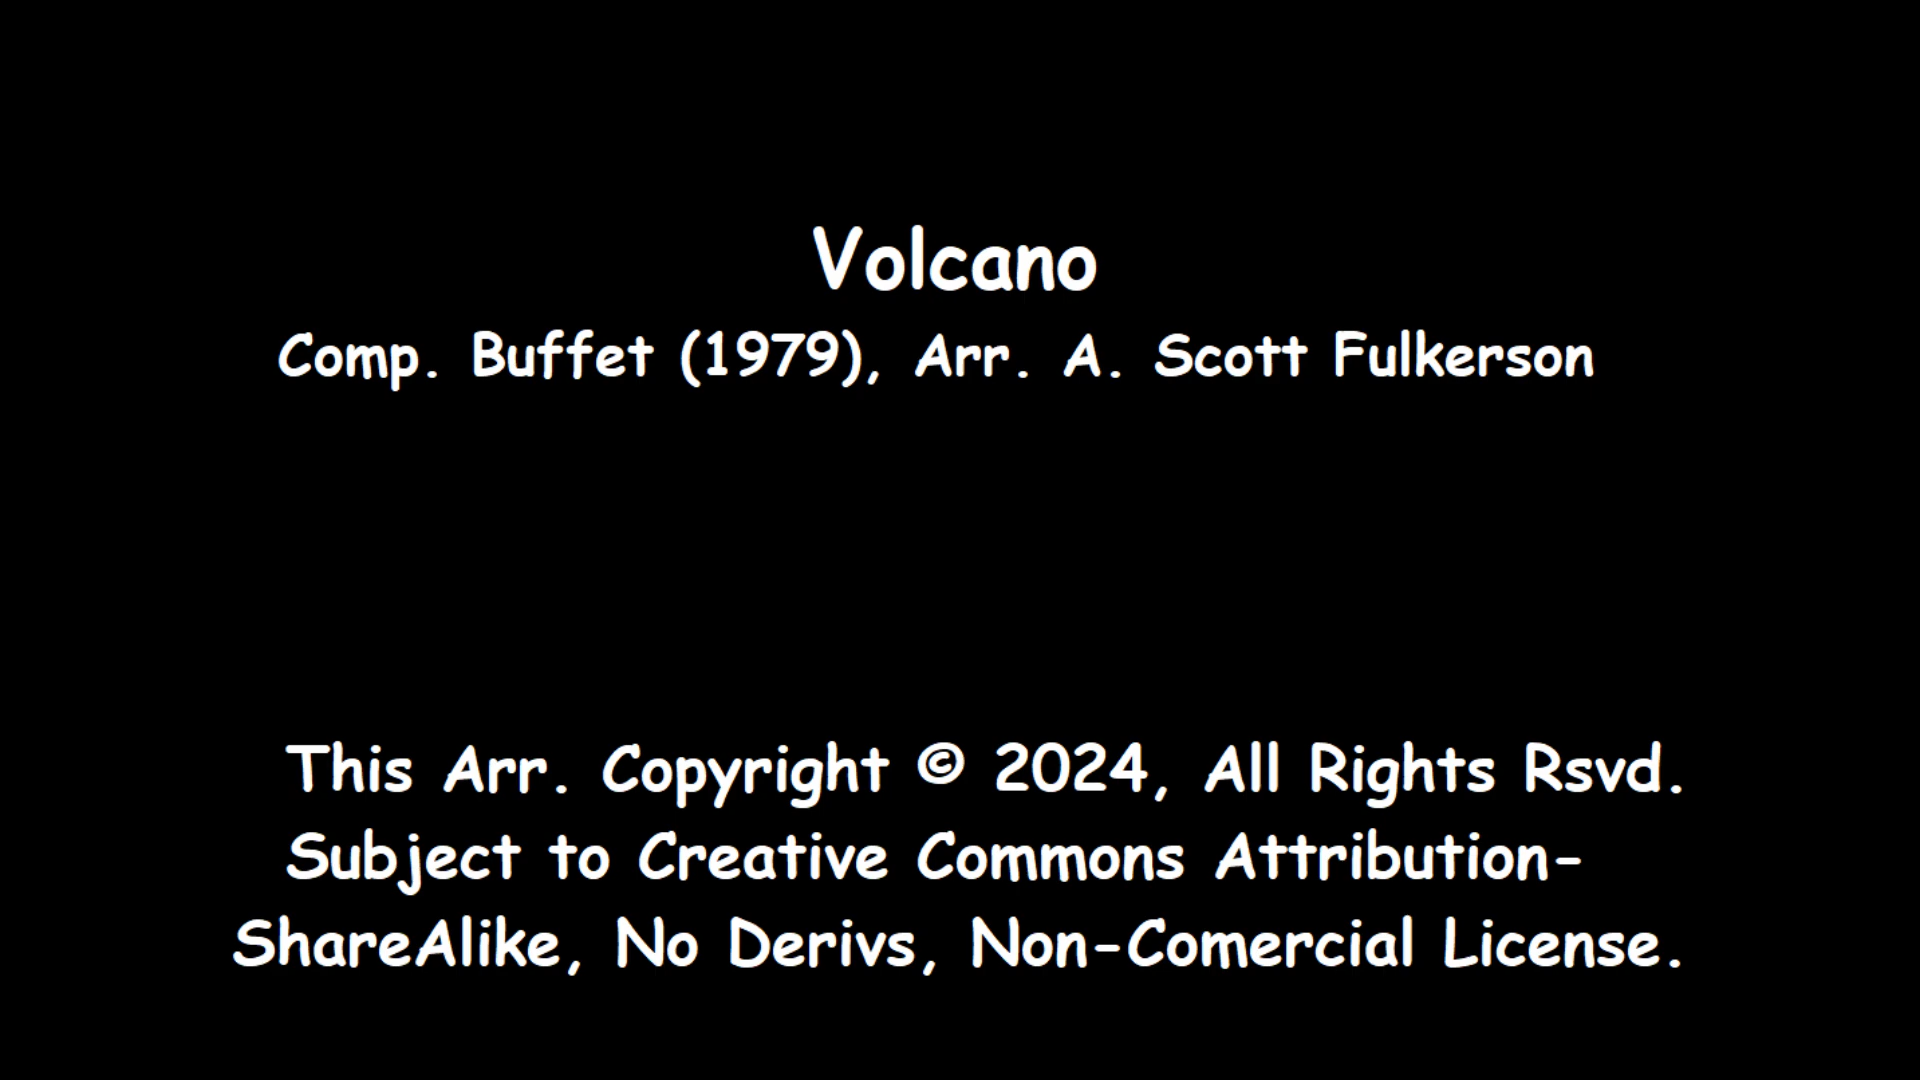 Volcano
Comp. Buffet (1979), Arr. A. Scott Fulkerson
This Arr. Copyright © 2024, All Rights Rsvd.
Subject to Creative Commons Attribution-
ShareAlike, No Derivs, Non-Comercial License.